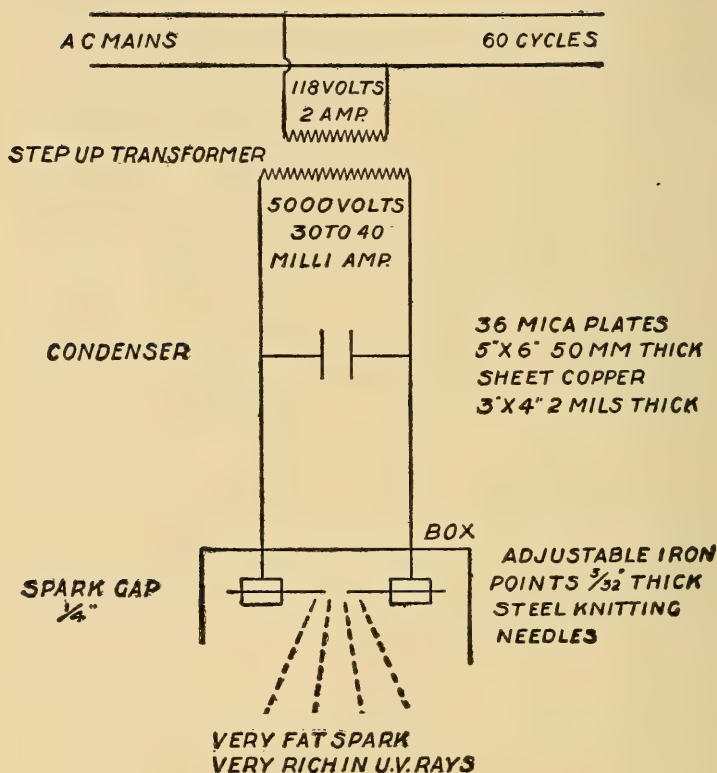 A C MAINS 60 CYCLES
118 VOLTS
2 AMP.
STEP UP TRANSFORMER
5000 VOLTS
30 TO 40
MILLI AMP.
CONDENSER
36 MICA PLATES
5"X 6" 50 MM THICK
SHEET COPPER
3"X 4" 2 MILS THICK
BOX
SPARK GAP
1/4"
ADJUSTABLE IRON
POINTS 3/32" THICK
STEEL KNITTING
NEEDLES
VERY FAT SPARK
VERY RICH IN U.V. RAYS